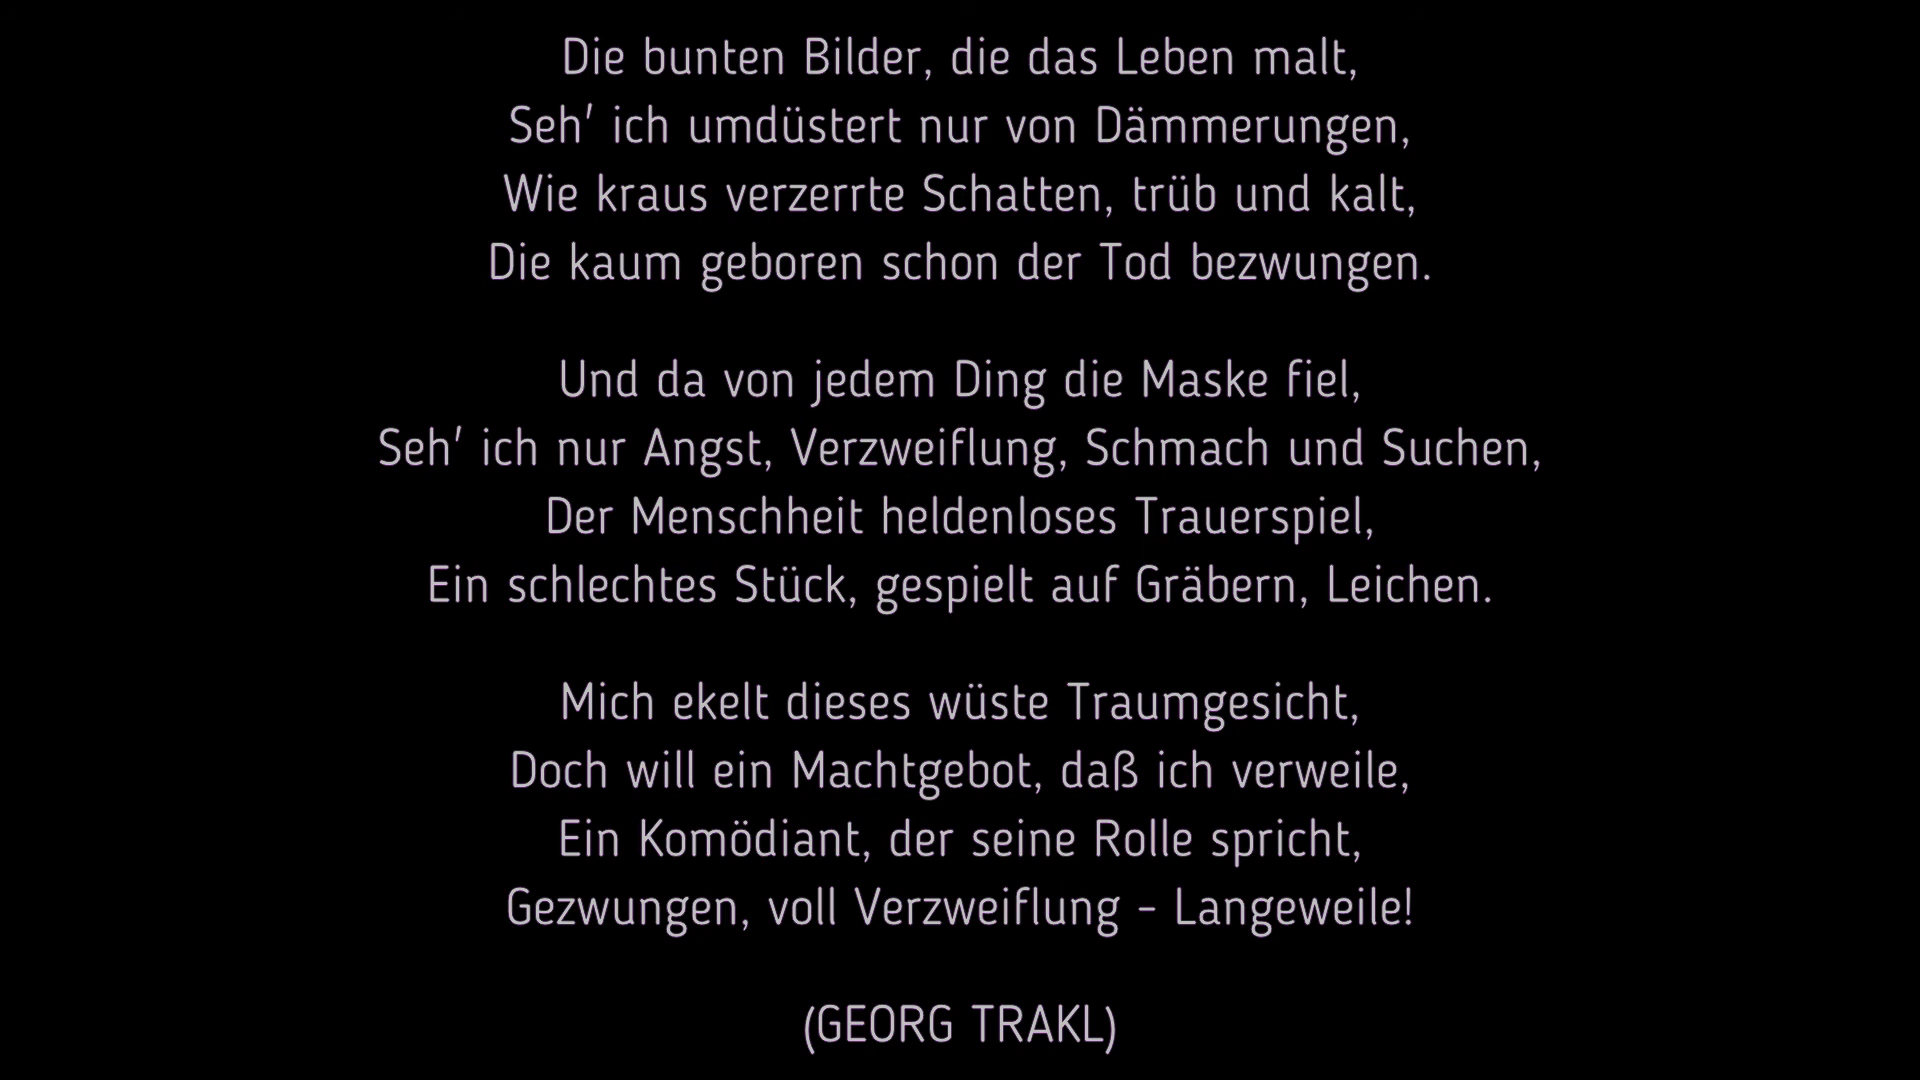 Die bunten Bilder, die das Leben malt,
Seh' ich umdüstert nur von Dämmerungen,
Wie kraus verzerrte Schatten, trüb und kalt,
Die kaum geboren schon der Tod bezwungen.
Und da von jedem Ding die Maske fiel,
Seh' ich nur Angst, Verzweiflung, Schmach und Suchen,
Der Menschheit heldenloses Trauerspiel,
Ein schlechtes Stück, gespielt auf Gräbern, Leichen.
Mich ekelt dieses wüste Traumgesicht,
Doch will ein Machtgebot, daß ich verweile,
Ein Komödiant, der seine Rolle spricht,
Gezwungen, voll Verzweiflung - Langeweile!
(GEORG TRAKL)